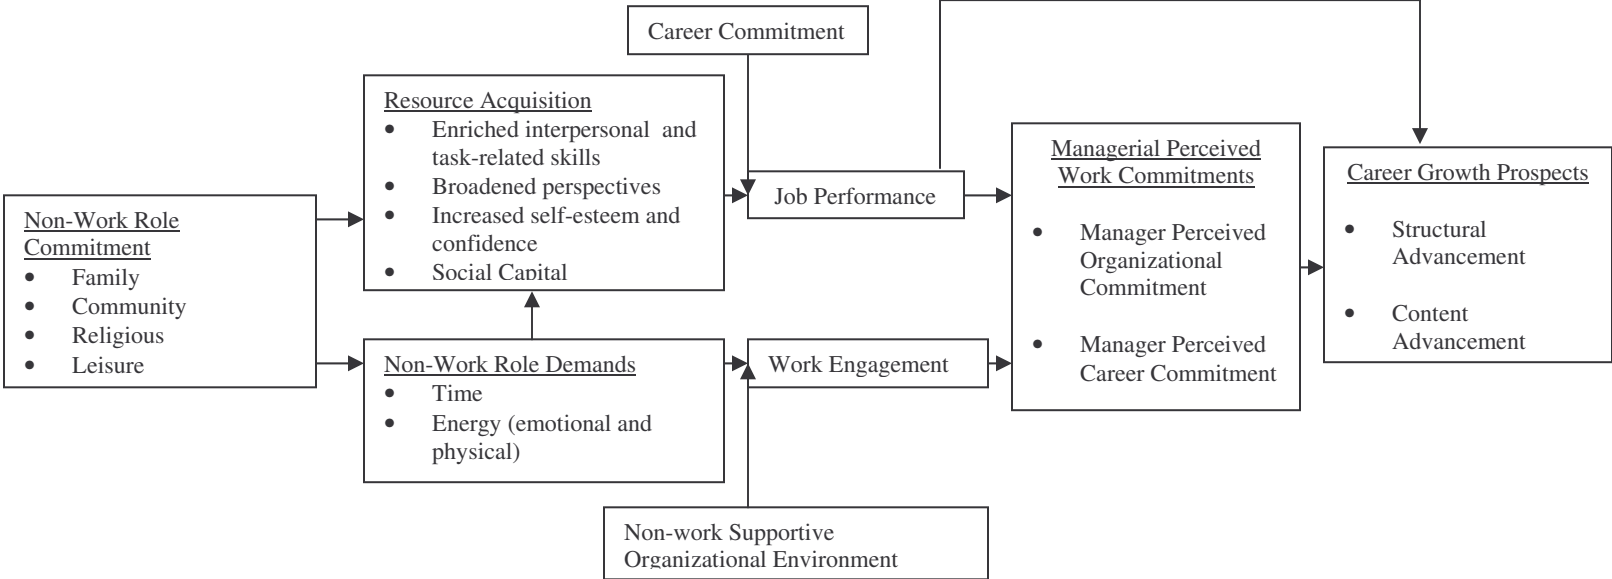 Career Commitment
Resource Acquisition
• Enriched interpersonal and
task-related skills
• Broadened perspectives
• Increased self-esteem and
confidence
• Social Capital
Non-Work Role
Commitment
• Family
• Community
• Religious
• Leisure
Non-Work Role Demands
• Time
• Energy (emotional and
physical)
Job Performance
Work Engagement
Non-work Supportive
Organizational Environment
Managerial Perceived
Work Commitments
• Manager Perceived
Organizational
Commitment
• Manager Perceived
Career Commitment
Career Growth Prospects
• Structural
Advancement
• Content
Advancement